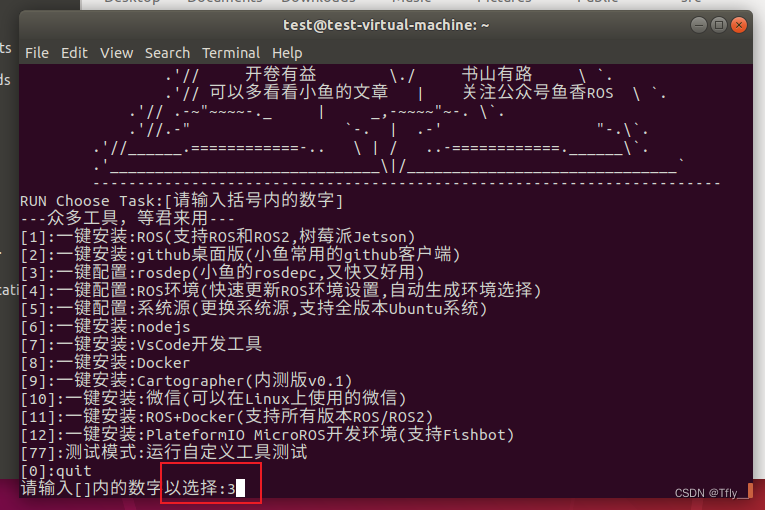 Desktop Documents Downloads Music Pictures Public src
test@test-virtual-machine: ~
File Edit View Search Terminal Help
.'// 开卷有益 \./ 书山有路 \ `.
.'// 可以多看看小鱼的文章 | 关注公众号鱼香ROS \ `.
.'// .-~"~~~~-._ | _,-~~~~"~-. \`.
.'//.-" `-. | .-' "-.\`.
.'//______.============-.. \ | / ..-============.______\`.
.'______________________________\|/______________________________`
----------------------------------------------------------------------
RUN Choose Task:[请输入括号内的数字]
---众多工具，等君来用---
[1]:一键安装:ROS(支持ROS和ROS2,树莓派Jetson)
[2]:一键安装:github桌面版(小鱼常用的github客户端)
[3]:一键配置:rosdep(小鱼的rosdepc,又快又好用)
[4]:一键配置:ROS环境(快速更新ROS环境设置,自动生成环境选择)
[5]:一键配置:系统源(更换系统源,支持全版本Ubuntu系统)
[6]:一键安装:nodejs
[7]:一键安装:VsCode开发工具
[8]:一键安装:Docker
[9]:一键安装:Cartographer(内测版v0.1)
[10]:一键安装:微信(可以在Linux上使用的微信)
[11]:一键安装:ROS+Docker(支持所有版本ROS/ROS2)
[12]:一键安装:PlateformIO MicroROS开发环境(支持Fishbot)
[77]:测试模式:运行自定义工具测试
[0]:quit
请输入[]内的数字以选择:3
CSDN @Tfly__